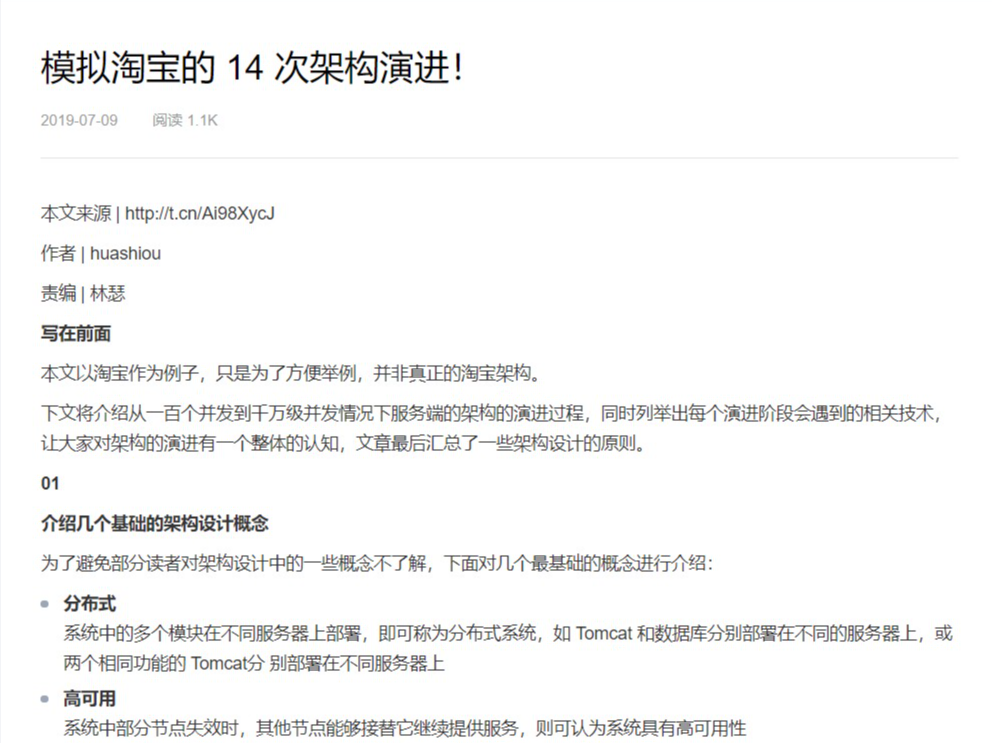 模拟淘宝的 14 次架构演进！
2019-07-09 阅读 1.1K
本文来源 | http://t.cn/Ai98XycJ
作者 | huashiou
责编 | 林瑟
写在前面
本文以淘宝作为例子，只是为了方便举例，并非真正的淘宝架构。
下文将介绍从一百个并发到千万级并发情况下服务端的架构的演进过程，同时列举出每个演进阶段会遇到的相关技术，
让大家对架构的演进有一个整体的认知，文章最后汇总了一些架构设计的原则。
01
介绍几个基础的架构设计概念
为了避免部分读者对架构设计中的一些概念不了解，下面对几个最基础的概念进行介绍：
分布式
系统中的多个模块在不同服务器上部署，即可称为分布式系统，如 Tomcat 和数据库分别部署在不同的服务器上，或
两个相同功能的 Tomcat分 别部署在不同服务器上
高可用
系统中部分节点失效时，其他节点能够接替它继续提供服务，则可认为系统具有高可用性